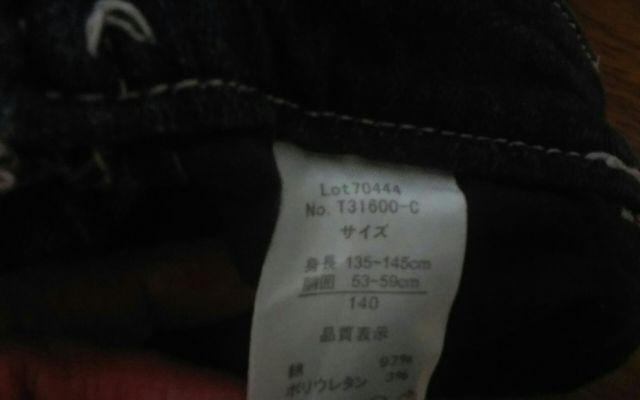 Lot70444
No. T31600-C
サイズ
身長 135~145cm
胴囲 53~59cm
140
品質表示
綿 97%
ポリウレタン 3%